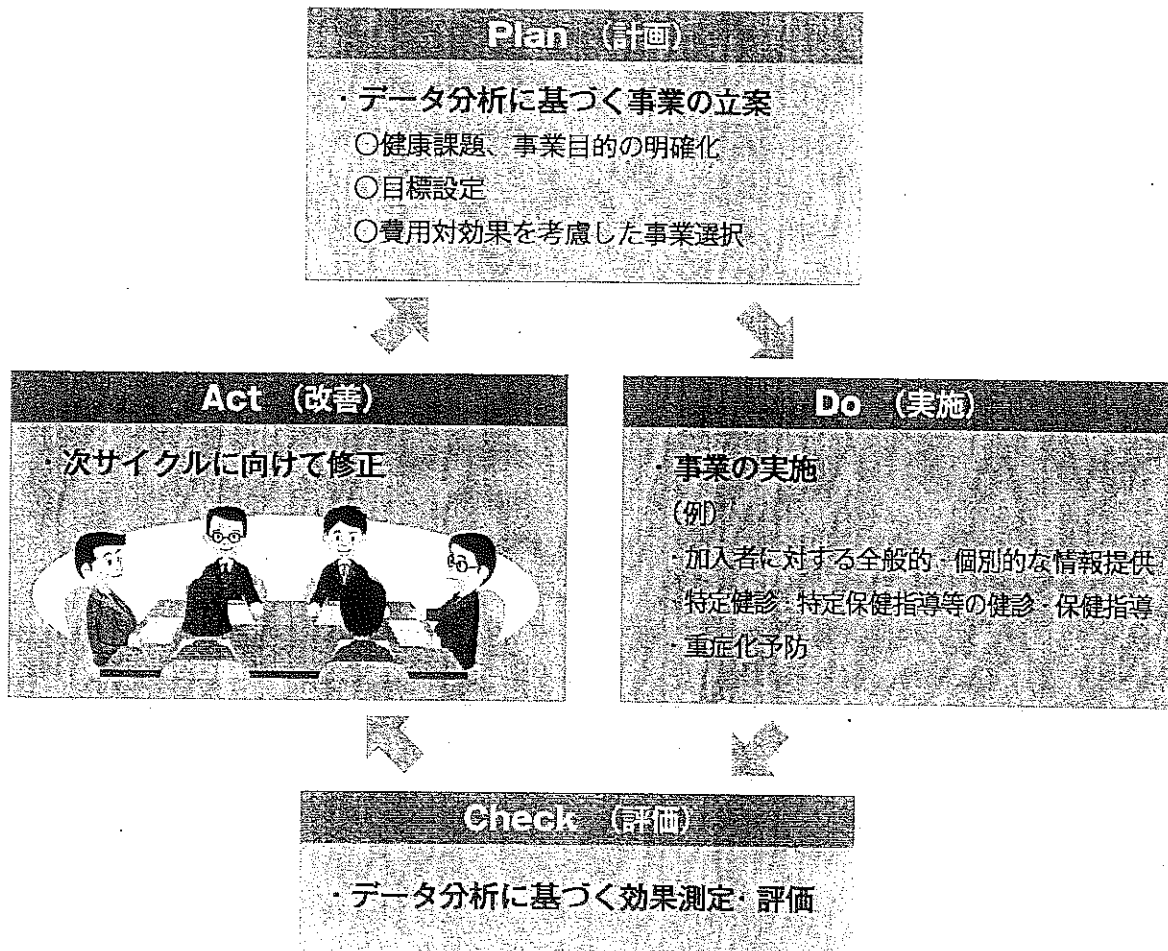 Plan （計画）
・データ分析に基づく事業の立案
○健康課題、事業目的の明確化
○目標設定
○費用対効果を考慮した事業選択
Act （改善）
・次サイクルに向けて修正
Do （実施）
・事業の実施
（例）
・加入者に対する全般的・個別的な情報提供
・特定健診・特定保健指導等の健診・保健指導
・重症化予防
Check （評価）
・データ分析に基づく効果測定・評価